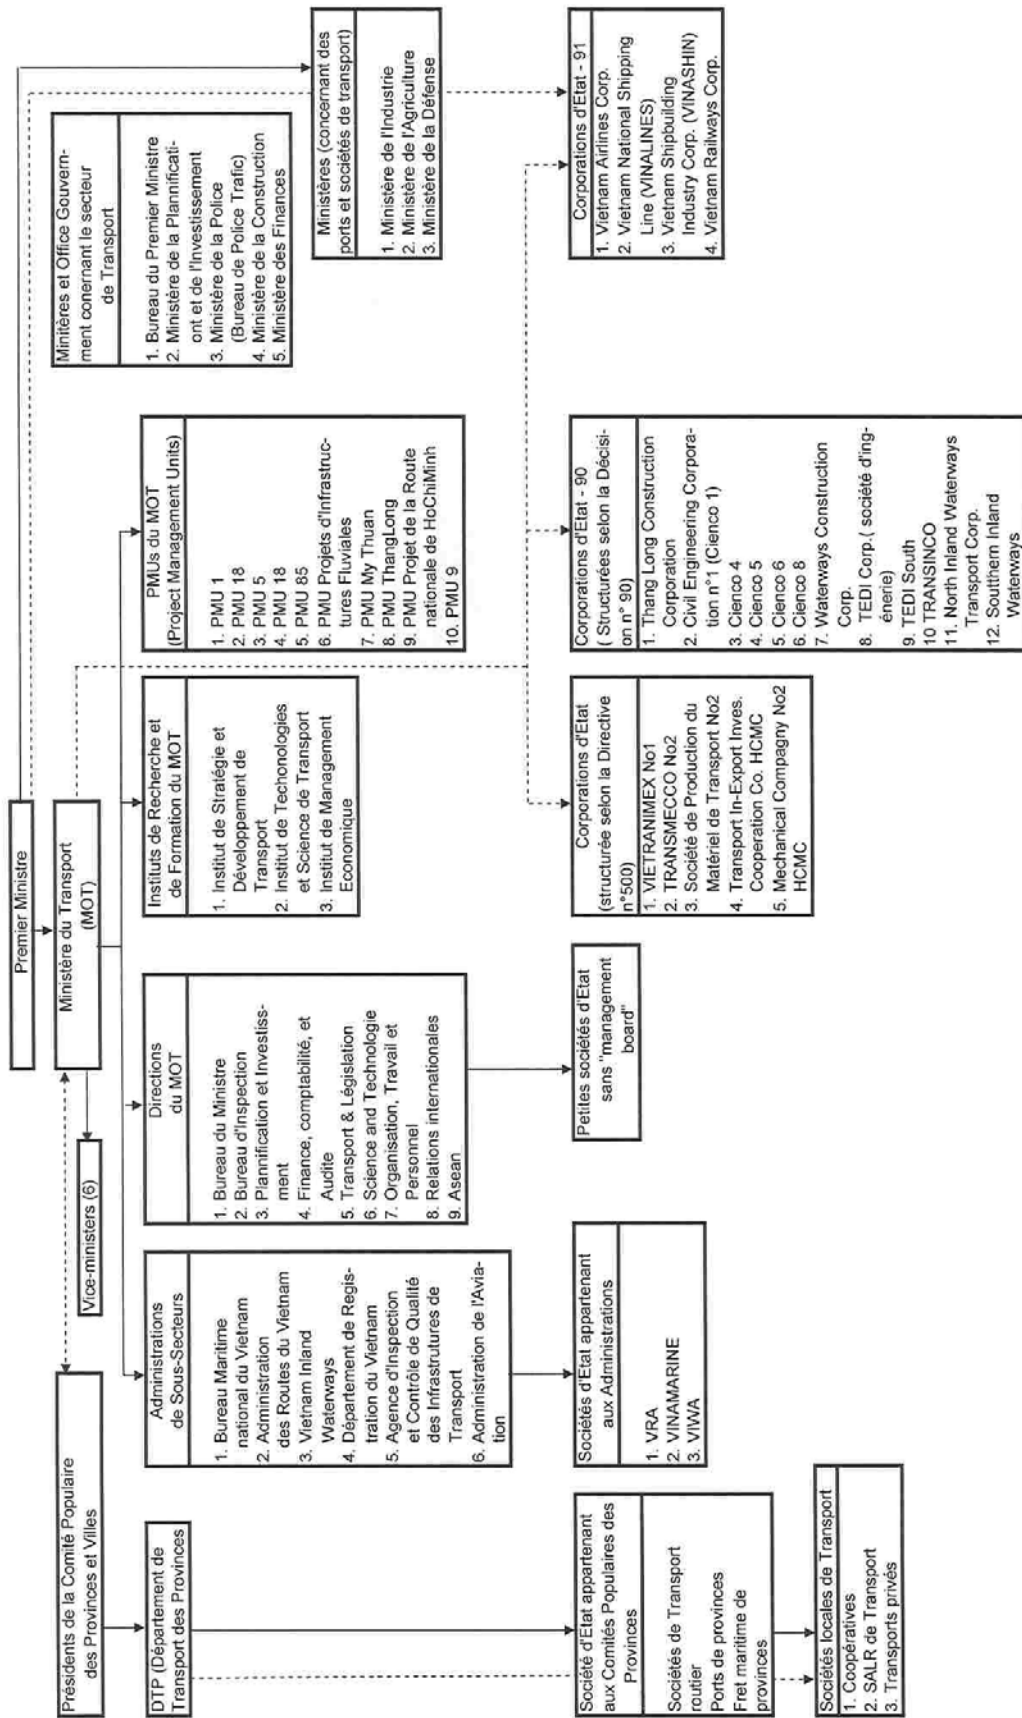 Premier Ministre
Ministère du Transport
(MOT)
Vice-ministers (6)
Présidents de la Comité Populaire
des Provinces et Villes
DTP (Département de
Transport des Provinces
Administrations
de Sous-Secteurs
1. Bureau Maritime
national du Vietnam
2. Administration
des Routes du Vietnam
3. Vietnam Inland
Waterways
4. Département de Regis-
tration du Vietnam
5. Agence d'Inspection
et Contrôle de Qualité
des Infrastrutures de
Transport
6. Administration de l'Avia-
tion
Directions
du MOT
1. Bureau du Ministre
2. Bureau d'Inspection
3. Plannification et Investiss-
ment
4. Finance, comptabilité, et
Audite
5. Transport & Législation
6. Science and Technologie
7. Organisation, Travail et
Personnel
8. Relations internationales
9. Asean
Instituts de Recherche et
de Formation du MOT
1. Institut de Stratégie et
Développement de
Transport
2. Institut de Techonologies
et Science de Transport
3. Institut de Management
Economique
PMUs du MOT
(Project Management Units)
1. PMU 1
2. PMU 18
3. PMU 5
4. PMU 18
5. PMU 85
6. PMU Projets d'Infrastruc-
tures Fluviales
7. PMU My Thuan
8. PMU ThangLong
9. PMU Projet de la Route
nationale de HoChiMinh
10. PMU 9
Minitères et Office Gouvern-
ment conernant le secteur
de Transport
1. Bureau du Premier Ministre
2. Ministère de la Plannificati-
ont et de l'Investissement
3. Ministère de la Police
(Bureau de Police Trafic)
4. Ministère de la Construction
5. Ministère des Finances
Ministères (concernant des
ports et sociétés de transport)
1. Ministère de l'Industrie
2. Ministère de l'Agriculture
3. Ministère de la Défense
Société d'Etat appartenant
aux Comités Populaires des
Provinces
Sociétés de Transport
routier
Ports de provinces
Fret maritime de
provinces
Sociétés d'Etat appartenant
aux Administrations
1. VRA
2. VINAMARINE
3. VIWA
Petites sociétés d'Etat
sans "management
board"
Corporations d'Etat
(structurée selon la Directive
n°500)
1. VIETRANIMEX No1
2. TRANSMECCO No2
3. Société de Production du
Matériel de Transport No2
4. Transport In-Export Inves.
Cooperation Co. HCMC
5. Mechanical Compagny No2
HCMC
Corporations d'Etat - 90
( Structurées selon la Décisi-
on n° 90)
1. Thang Long Construction
Corporation
2. Civil Engineering Corpora-
tion n°1 (Cienco 1)
3. Cienco 4
4. Cienco 5
5. Cienco 6
6. Cienco 8
7. Waterways Construction
Corp.
8. TEDI Corp.( société d'ing-
énerie)
9. TEDI South
10 TRANSINCO
11. North Inland Waterways
Transport Corp.
12. Soutthern Inland
Waterways
Corporations d'Etat - 91
1. Vietnam Airlines Corp.
2. Vietnam National Shipping
Line (VINALINES)
3. Vietnam Shipbuilding
Industry Corp. (VINASHIN)
4. Vietnam Railways Corp.
Sociétés locales de Transport
1. Coopératives
2. SALR de Transport
3. Transports privés